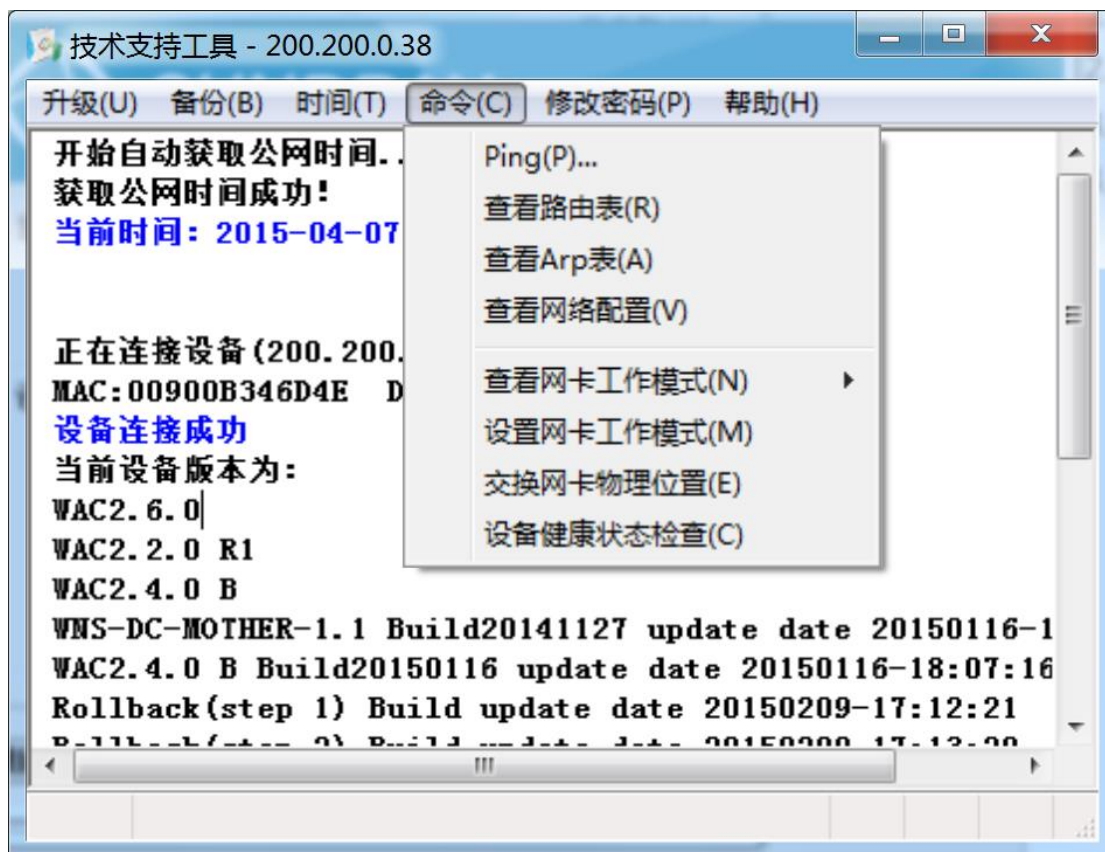 技术支持工具 - 200.200.0.38
升级(U) 备份(B) 时间(T) 命令(C) 修改密码(P) 帮助(H)
开始自动获取公网时间..
获取公网时间成功!
当前时间: 2015-04-07
正在连接设备(200.200.
MAC:00900B346D4E D
设备连接成功
当前设备版本为:
WAC2.6.0
WAC2.2.0 R1
WAC2.4.0 B
WNS-DC-MOTHER-1.1 Build20141127 update date 20150116-1
WAC2.4.0 B Build20150116 update date 20150116-18:07:16
Rollback(step 1) Build update date 20150209-17:12:21
Ping(P)...
查看路由表(R)
查看Arp表(A)
查看网络配置(V)
查看网卡工作模式(N)
设置网卡工作模式(M)
交换网卡物理位置(E)
设备健康状态检查(C)